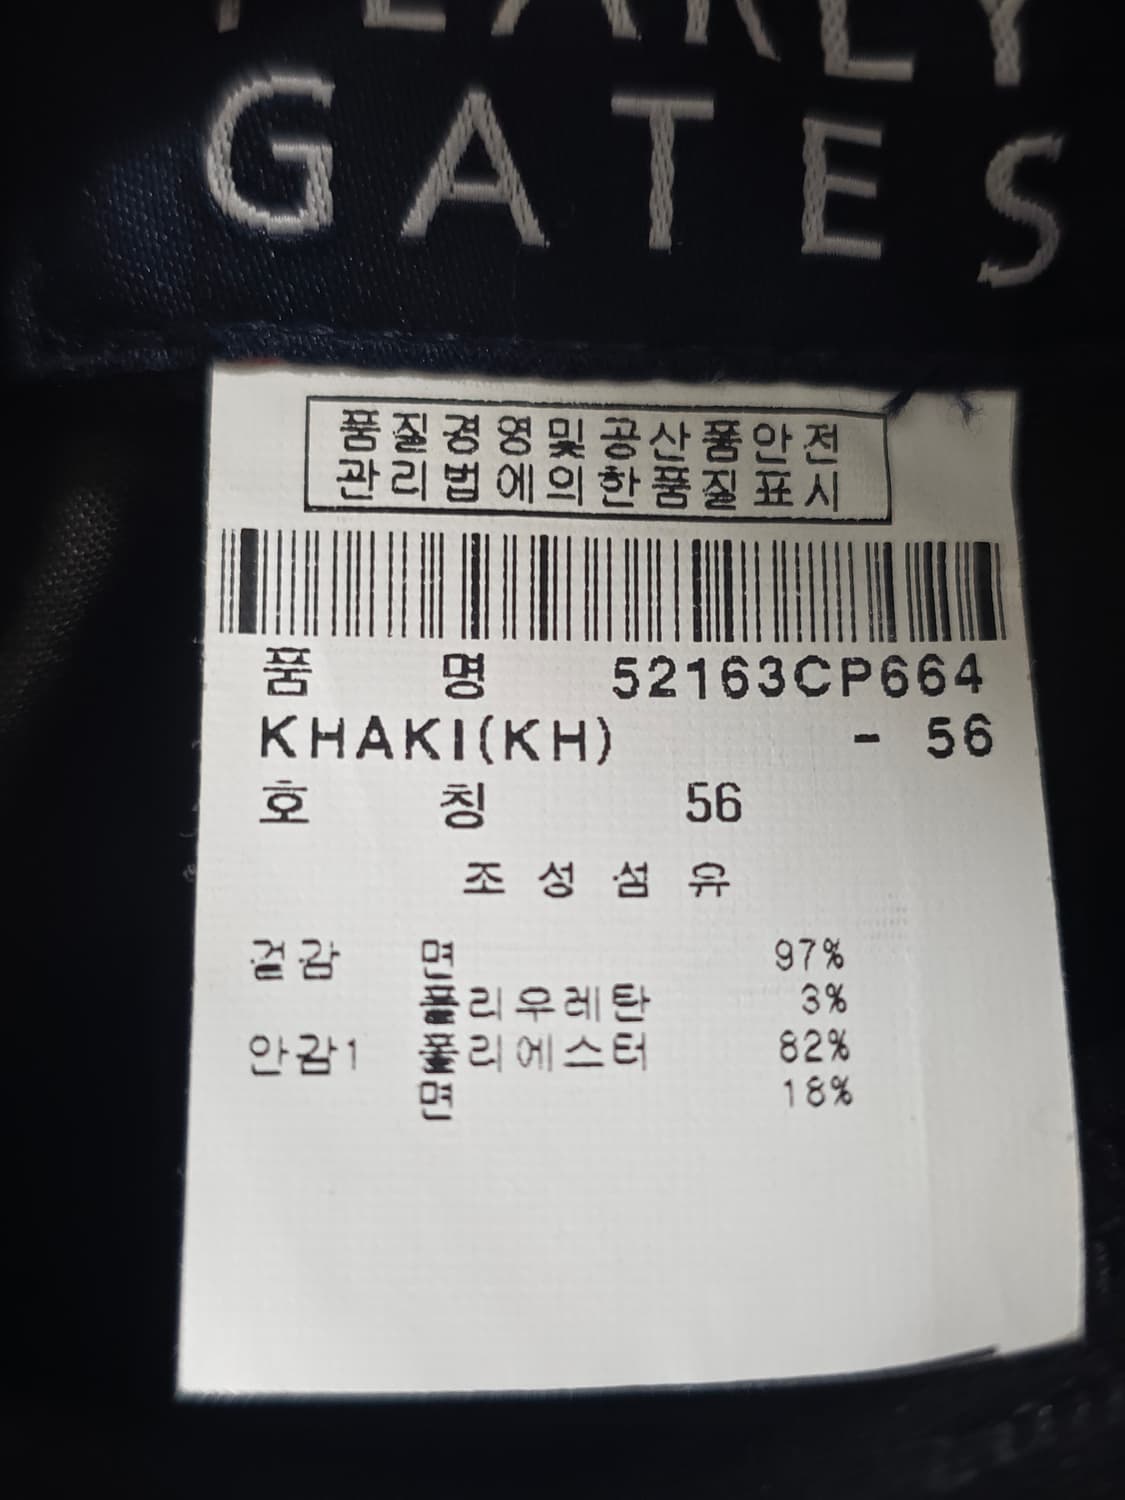 PEARLY
GATES
품질경영및공산품안전
관리법에의한품질표시
품 명 52163CP664
KHAKI(KH) - 56
호 칭 56
조성섬유
겉감 면 97%
폴리우레탄 3%
안감1 폴리에스터 82%
면 18%